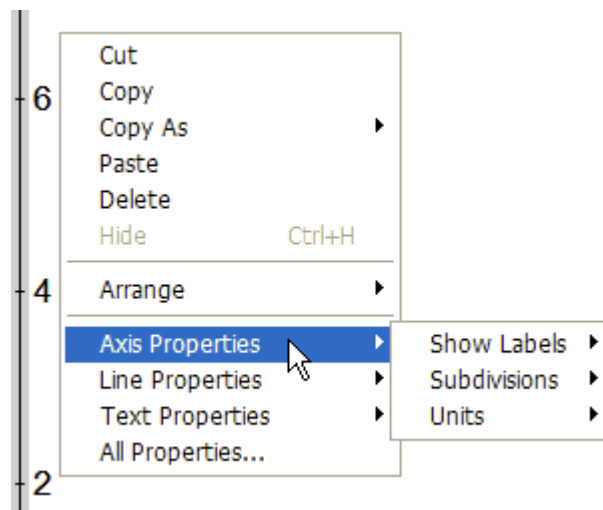 6
4
2
Cut
Copy
Copy As
Paste
Delete
Hide Ctrl+H
Arrange
Axis Properties
Line Properties
Text Properties
All Properties...
Show Labels
Subdivisions
Units